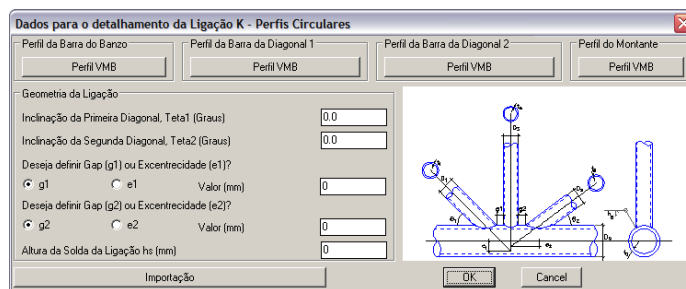 Dados para o detalhamento da Ligação K - Perfis Circulares
Perfil da Barra do Banzo
Perfil VMB
Perfil da Barra da Diagonal 1
Perfil VMB
Perfil da Barra da Diagonal 2
Perfil VMB
Perfil do Montante
Perfil VMB
Geometria da Ligação
Inclinação da Primeira Diagonal, Teta1 (Graus) 0.0
Inclinação da Segunda Diagonal, Teta2 (Graus) 0.0
Deseja definir Gap (g1) ou Excentrecidade (e1)?
g1 e1 Valor (mm) 0
Deseja definir Gap (g2) ou Excentrecidade (e2)?
g2 e2 Valor (mm) 0
Altura da Solda da Ligação hs (mm) 0
g1 g2
Importação OK Cancel